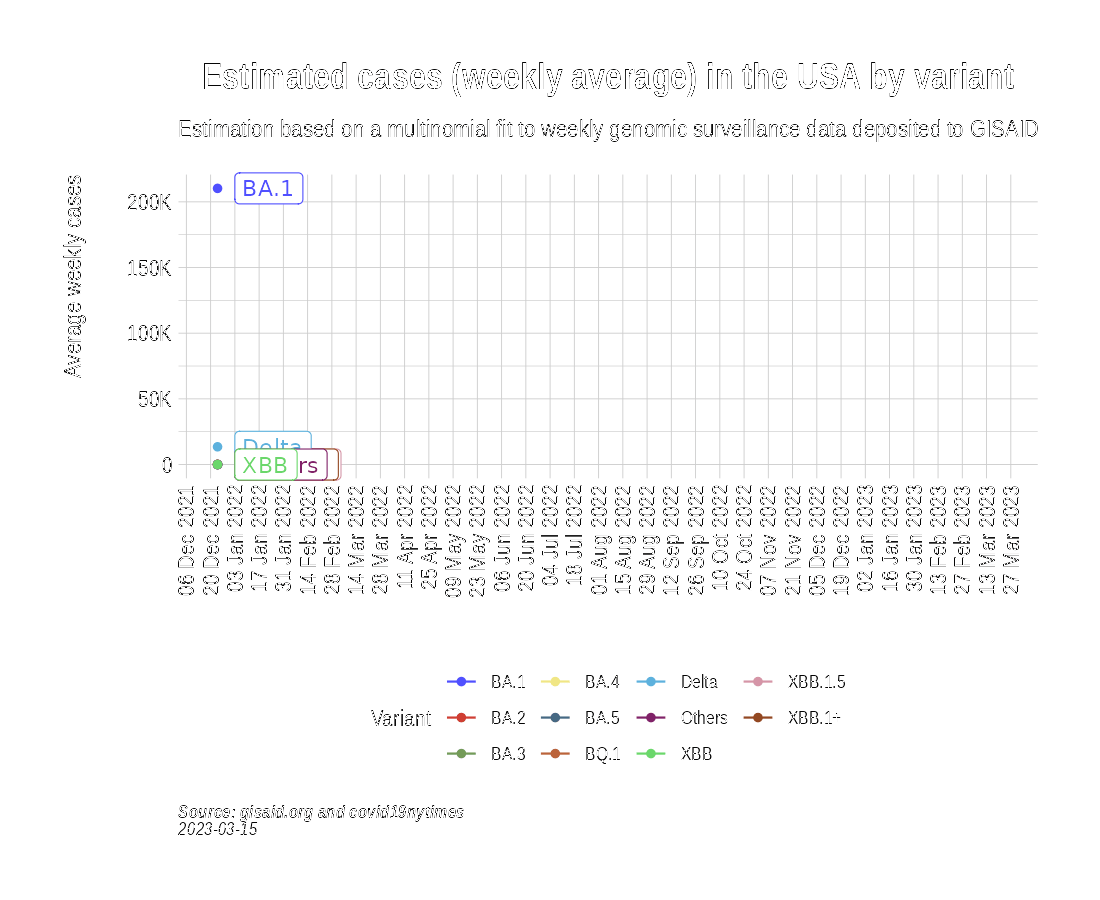 Estimated cases (weekly average) in the USA by variant
Estimation based on a multinomial fit to weekly genomic surveillance data deposited to GISAID
Average weekly cases
200K
150K
100K
50K
0
BA.1
Delta
XBB
rs
06 Dec 2021
20 Dec 2021
03 Jan 2022
17 Jan 2022
31 Jan 2022
14 Feb 2022
28 Feb 2022
14 Mar 2022
28 Mar 2022
11 Apr 2022
25 Apr 2022
09 May 2022
23 May 2022
06 Jun 2022
20 Jun 2022
04 Jul 2022
18 Jul 2022
01 Aug 2022
15 Aug 2022
29 Aug 2022
12 Sep 2022
26 Sep 2022
10 Oct 2022
24 Oct 2022
07 Nov 2022
21 Nov 2022
05 Dec 2022
19 Dec 2022
02 Jan 2023
16 Jan 2023
30 Jan 2023
13 Feb 2023
27 Feb 2023
13 Mar 2023
27 Mar 2023
Variant
BA.1
BA.2
BA.3
BA.4
BA.5
BQ.1
Delta
Others
XBB
XBB.1.5
XBB.1+
Source: gisaid.org and covid19nytimes
2023-03-15